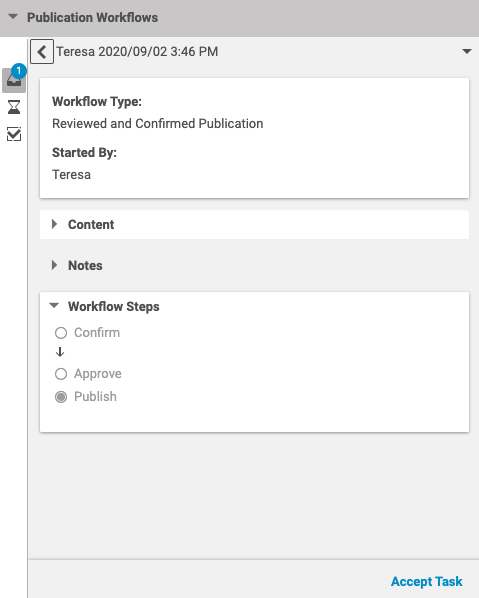 Publication Workflows
1
Teresa 2020/09/02 3:46 PM
Workflow Type:
Reviewed and Confirmed Publication
Started By:
Teresa
Content
Notes
Workflow Steps
Confirm
Approve
Publish
Accept Task